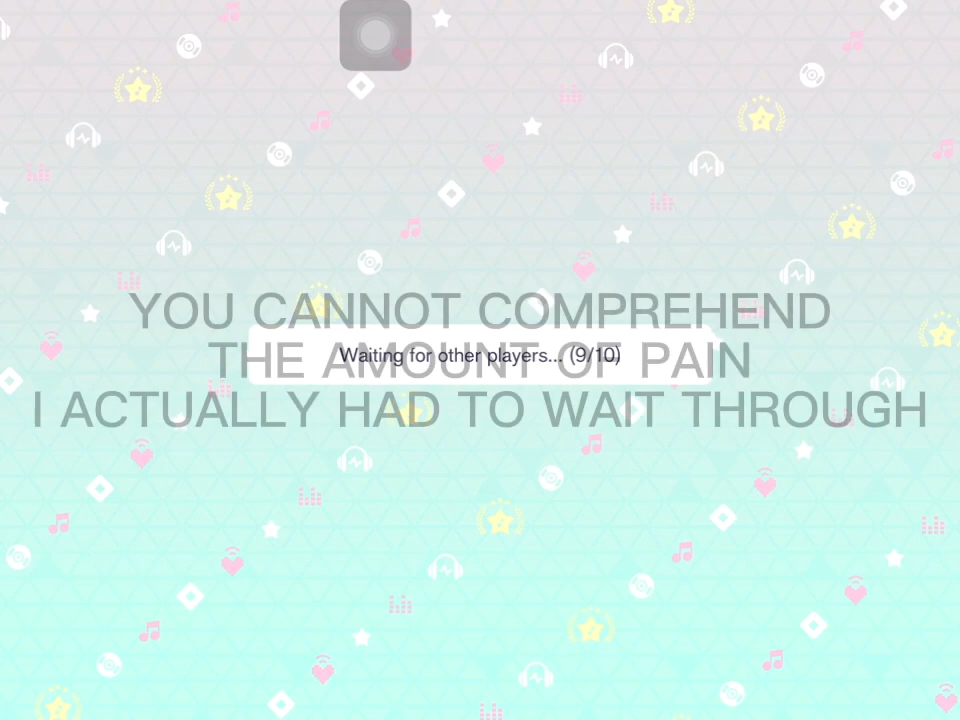 YOU CANNOT COMPREHEND
THE AMOUNT OF PAIN
Waiting for other players... (9/10)
I ACTUALLY HAD TO WAIT THROUGH